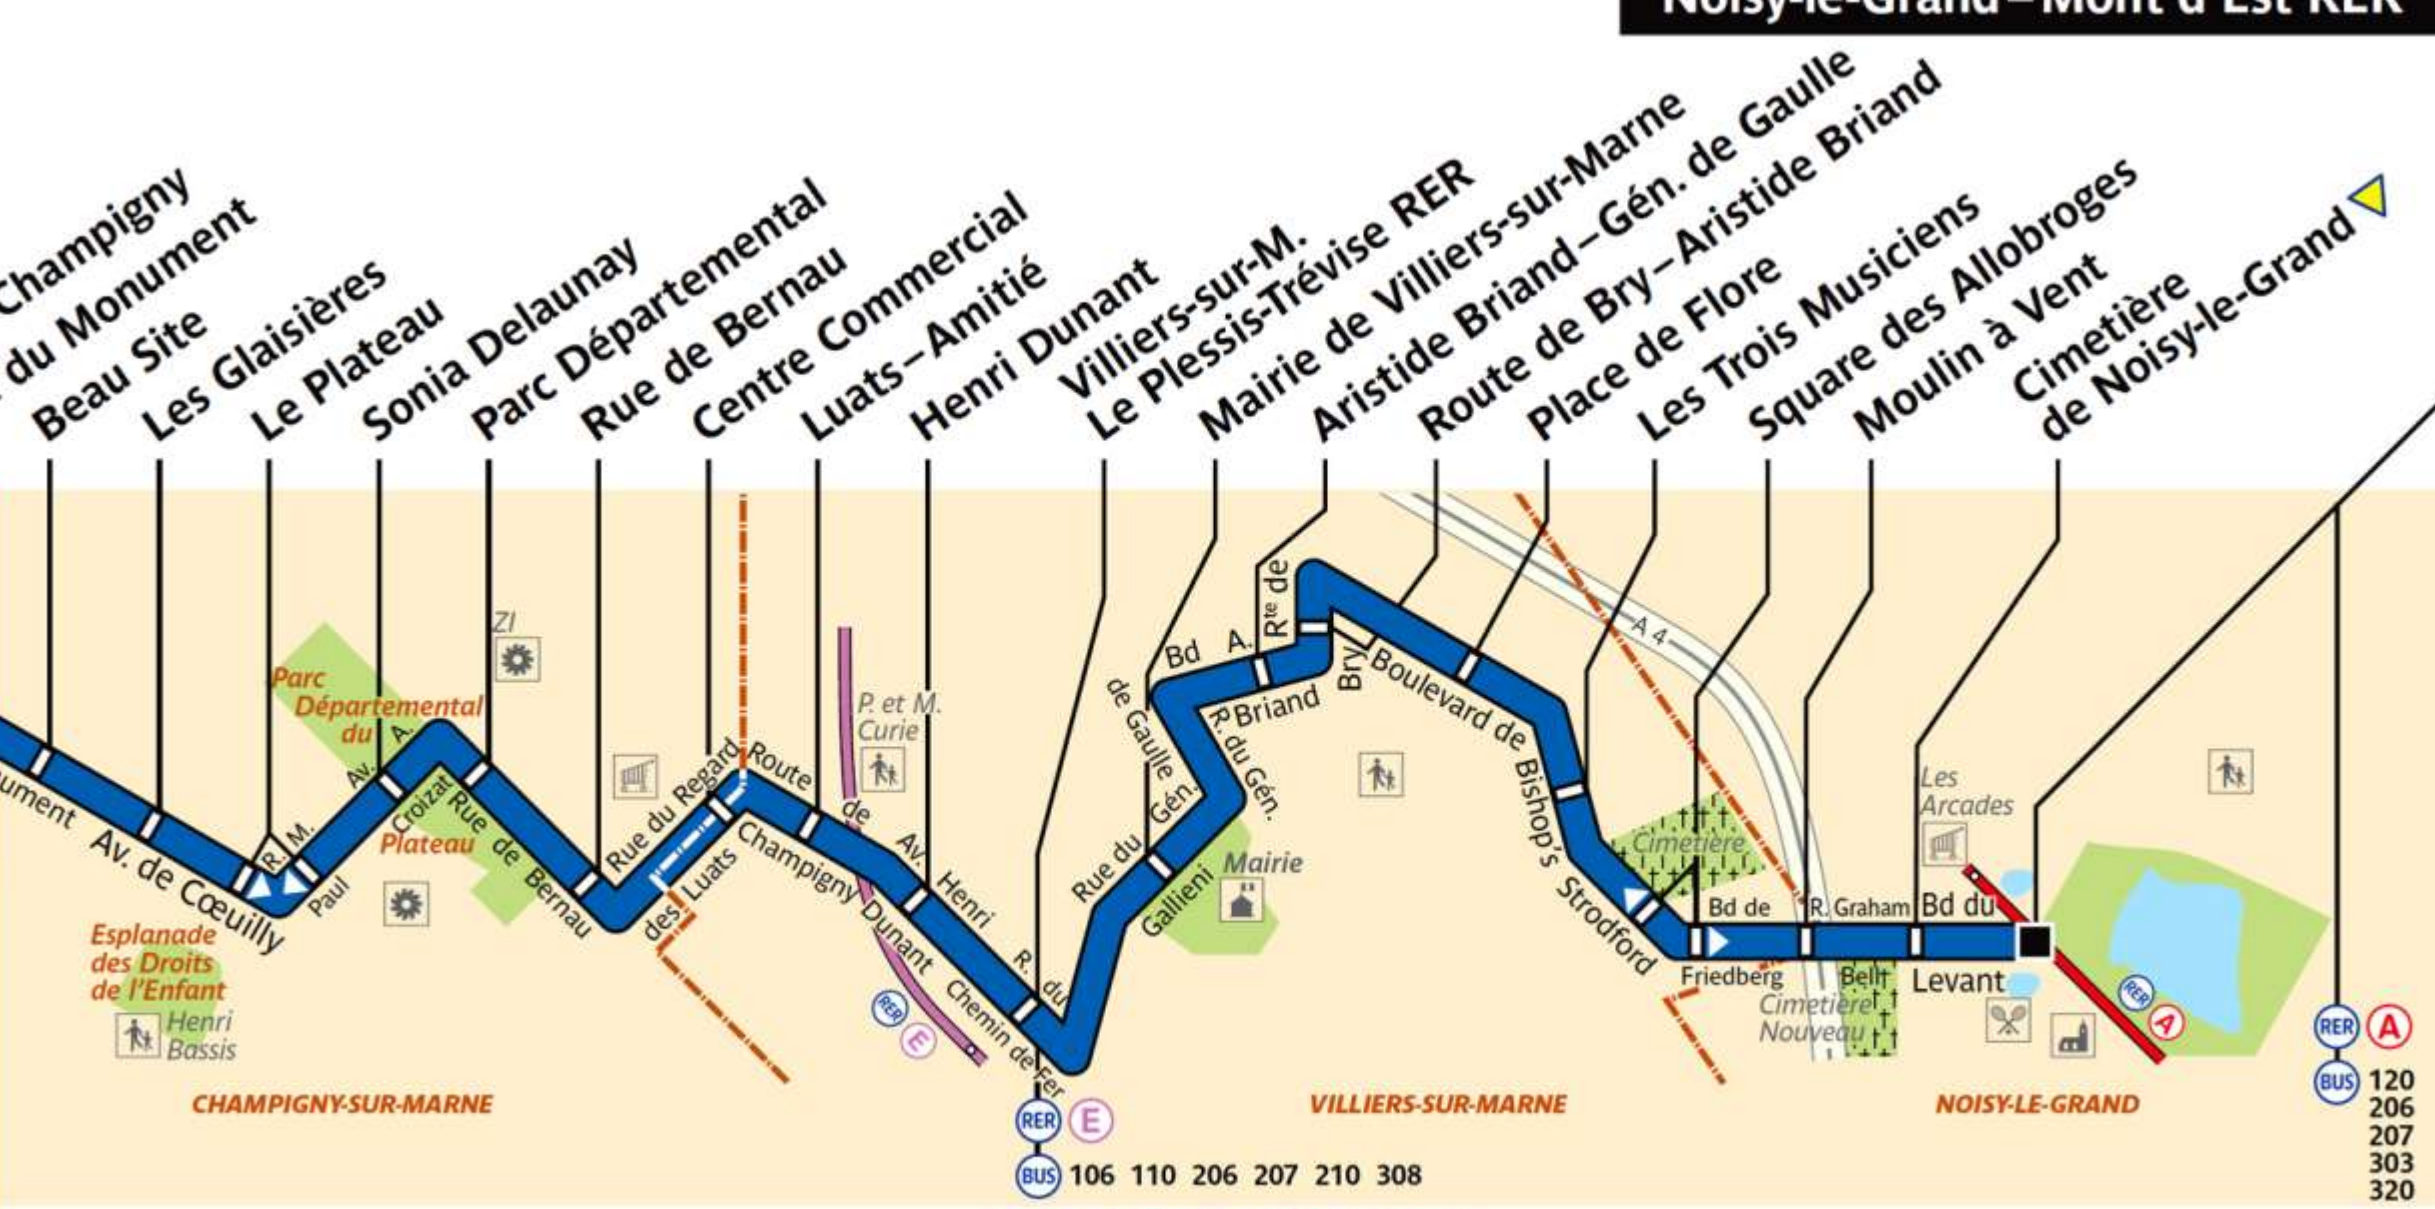 Noisy-le-Grand – Mont d'Est RER
Champigny
du Monument
Beau Site
Les Glaisières
Le Plateau
Sonia Delaunay
Parc Départemental
Rue de Bernau
Centre Commercial
Luats – Amitié
Henri Dunant
Villiers-sur-M.
Le Plessis-Trévise RER
Mairie de Villiers-sur-Marne
Aristide Briand – Gén. de Gaulle
Route de Bry – Aristide Briand
Place de Flore
Les Trois Musiciens
Square des Allobroges
Moulin à Vent
Cimetière
de Noisy-le-Grand
ument
Av. de Cœuilly
R. M.
Paul
Av. A.
Croizat
Parc
Départemental
du
Plateau
ZI
Rue de Bernau
Rue du Regard
des Luats
Route de
Champigny
P. et M.
Curie
Av. Henri
Dunant
R. du
Chemin de Fer
Rue du Gén.
de Gaulle
Gallieni
R. du Gén.
Mairie
Bd A.
Briand
Rte de
Bry
Boulevard de
Bishop's Strodford
A 4
Cimetière
Bd de
Friedberg
R. Graham
Bell
Cimetière
Nouveau
Bd du
Levant
Les
Arcades
Esplanade
des Droits
de l'Enfant
Henri
Bassis
RER E
RER A
CHAMPIGNY-SUR-MARNE
VILLIERS-SUR-MARNE
NOISY-LE-GRAND
RER E
BUS 106 110 206 207 210 308
RER A
BUS 120
206
207
303
320